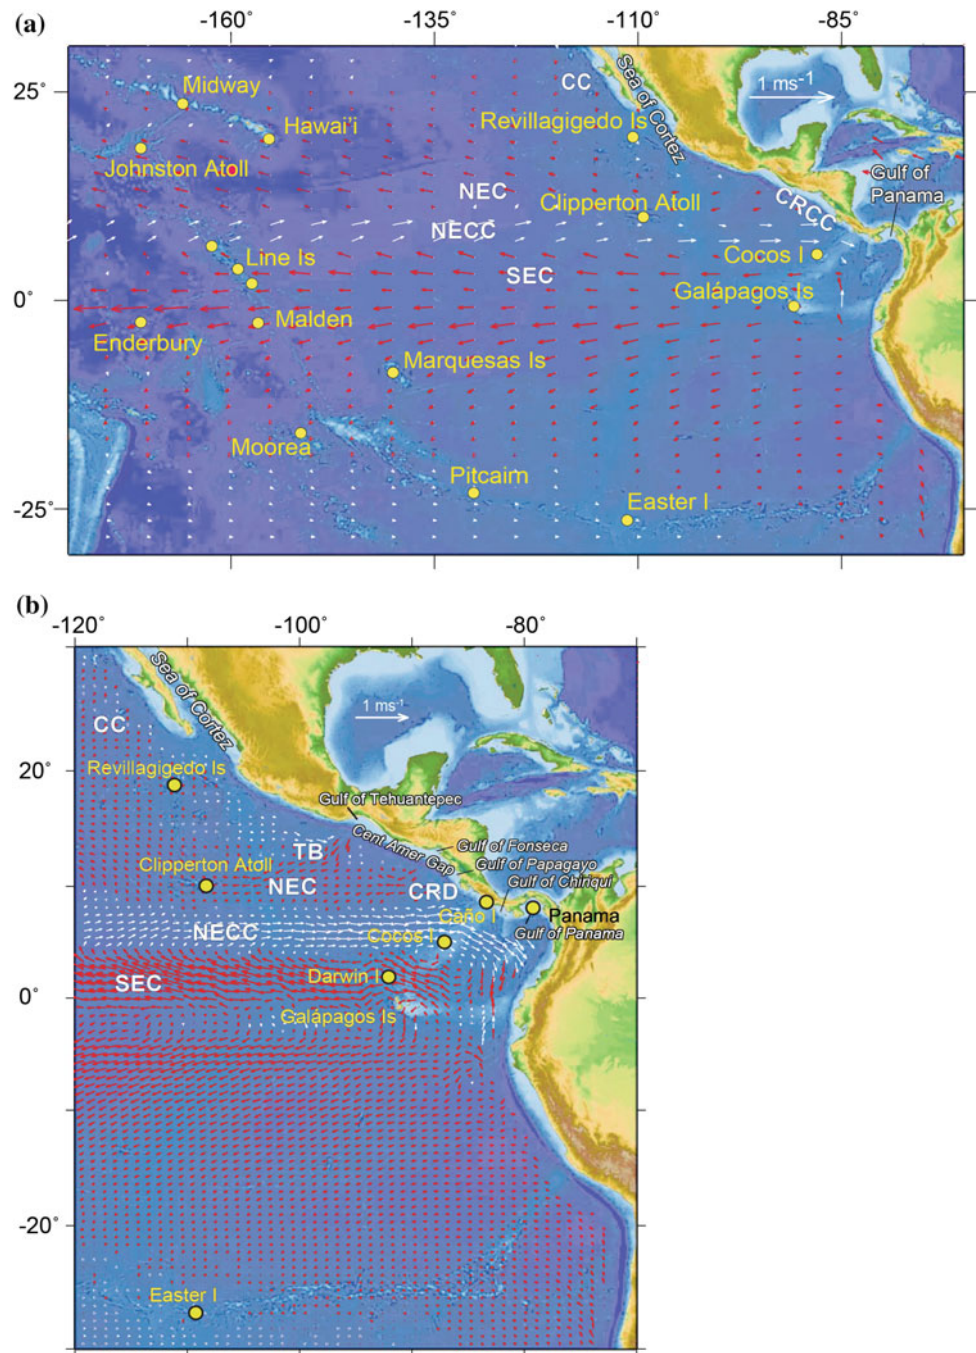 (a)
-160˚ -135˚ -110˚ -85˚
25˚
0˚
-25˚
Midway
Hawai'i
Johnston Atoll
CC
Sea of Cortez
1 ms-1
Revillagigedo Is
Gulf of
Panama
NEC
Clipperton Atoll
CRCC
NECC
Line Is
SEC
Cocos I
Galápagos Is
Enderbury
Malden
Marquesas Is
Moorea
Pitcairn
Easter I
(b)
-120 -100˚ -80˚
20˚
0˚
-20˚
Sea of Cortez
CC
1 ms-1
Revillagigedo Is
Gulf of Tehuantepec
Cent Amer Gap
Gulf of Fonseca
TB
Gulf of Papagayo
Clipperton Atoll
NEC
CRD
Gulf of Chiriqui
Caño I
Panama
NECC
Cocos I
Gulf of Panama
SEC
Darwin I
Galápagos Is
Easter I